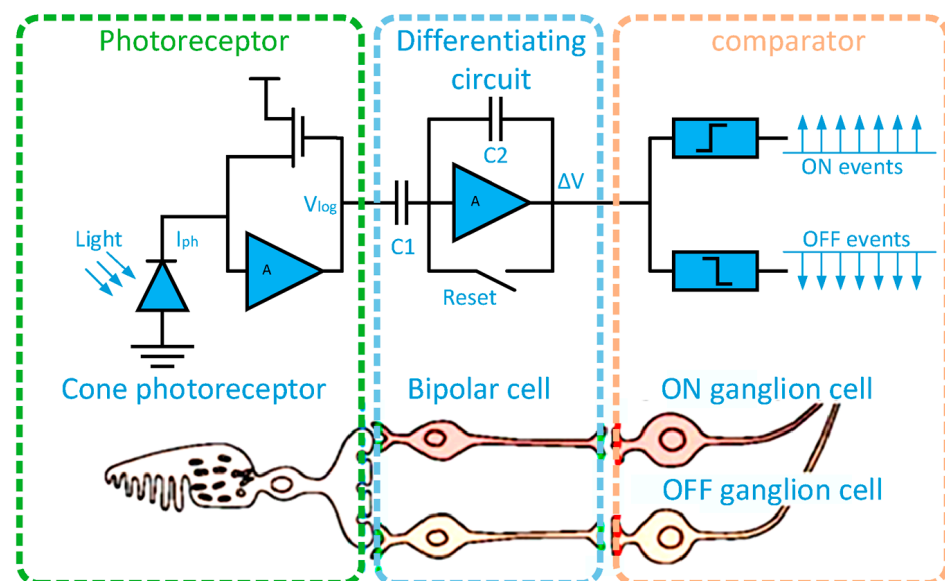 Photoreceptor
Differentiating
circuit
comparator
C2
A
ΔV
ON events
Vlog
C1
Light
Iph
A
Reset
OFF events
Cone photoreceptor
Bipolar cell
ON ganglion cell
OFF ganglion cell